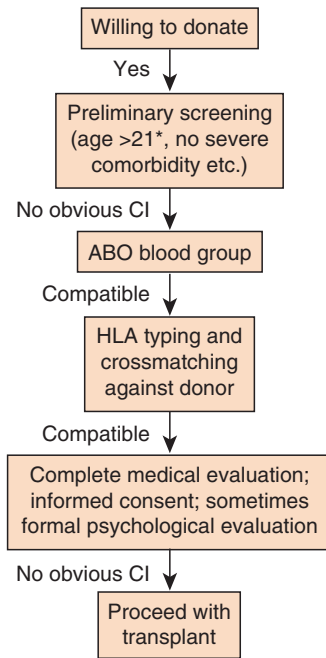 Willing to donate
Yes
Preliminary screening
(age >21*, no severe
comorbidity etc.)
No obvious CI
ABO blood group
Compatible
HLA typing and
crossmatching
against donor
Compatible
Complete medical evaluation;
informed consent; sometimes
formal psychological evaluation
No obvious CI
Proceed with
transplant